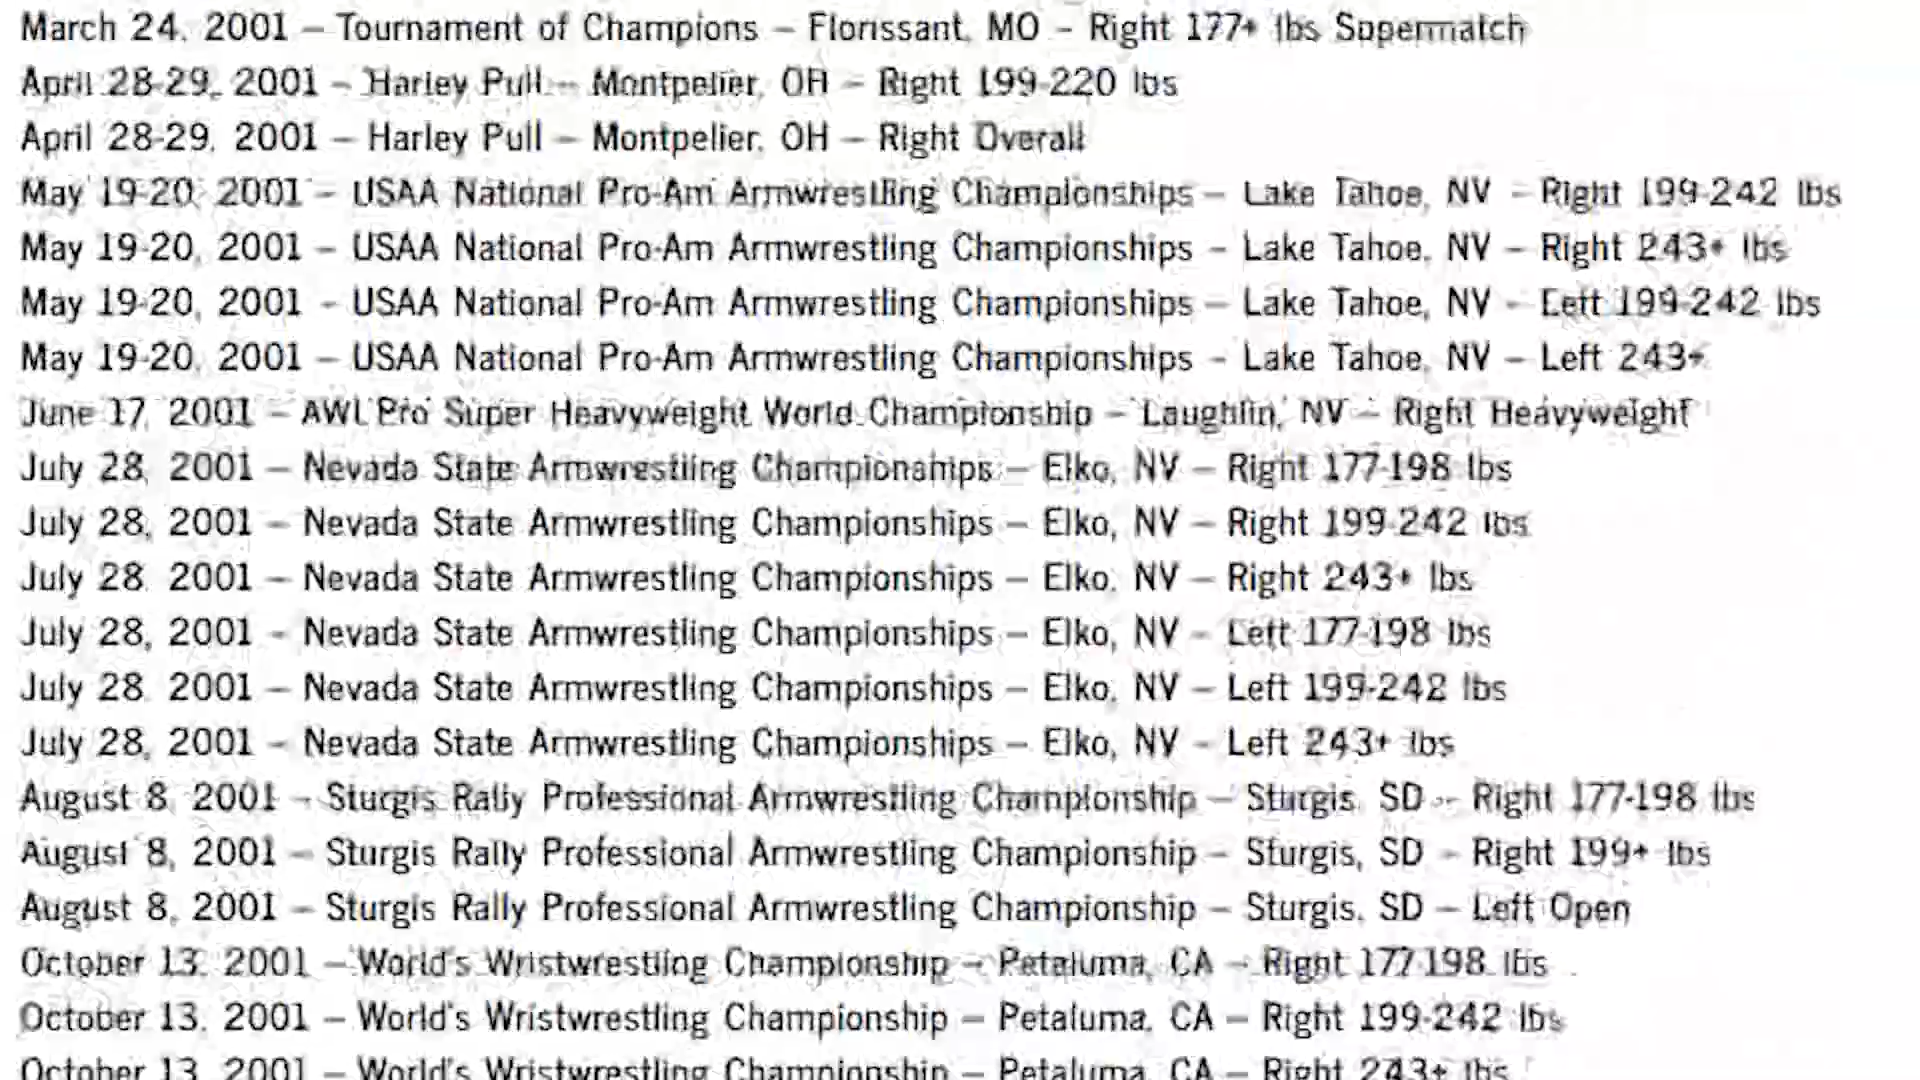 March 24, 2001 – Tournament of Champions – Florissant, MO – Right 177+ lbs Supermatch
April 28-29, 2001 – Harley Pull – Montpelier, OH – Right 199-220 lbs
April 28-29, 2001 – Harley Pull – Montpelier, OH – Right Overall
May 19-20, 2001 – USAA National Pro-Am Armwrestling Championships – Lake Tahoe, NV – Right 199-242 lbs
May 19-20, 2001 – USAA National Pro-Am Armwrestling Championships – Lake Tahoe, NV – Right 243+ lbs
May 19-20, 2001 – USAA National Pro-Am Armwrestling Championships – Lake Tahoe, NV – Left 199-242 lbs
May 19-20, 2001 – USAA National Pro-Am Armwrestling Championships – Lake Tahoe, NV – Left 243+
June 17, 2001 – AWI Pro Super Heavyweight World Championship – Laughlin, NV – Right Heavyweight
July 28, 2001 – Nevada State Armwrestling Championships – Elko, NV – Right 177-198 lbs
July 28, 2001 – Nevada State Armwrestling Championships – Elko, NV – Right 199-242 lbs
July 28, 2001 – Nevada State Armwrestling Championships – Elko, NV – Right 243+ lbs
July 28, 2001 – Nevada State Armwrestling Championships – Elko, NV – Left 177-198 lbs
July 28, 2001 – Nevada State Armwrestling Championships – Elko, NV – Left 199-242 lbs
July 28, 2001 – Nevada State Armwrestling Championships – Elko, NV – Left 243+ lbs
August 8, 2001 – Sturgis Rally Professional Armwrestling Championship – Sturgis, SD – Right 177-198 lbs
August 8, 2001 – Sturgis Rally Professional Armwrestling Championship – Sturgis, SD – Right 199+ lbs
August 8, 2001 – Sturgis Rally Professional Armwrestling Championship – Sturgis, SD – Left Open
October 13, 2001 – World's Wristwrestling Championship – Petaluma, CA – Right 177-198 lbs
October 13, 2001 – World's Wristwrestling Championship – Petaluma, CA – Right 199-242 lbs
October 13, 2001 – World's Wristwrestling Championship – Petaluma, CA – Right 243+ lbs